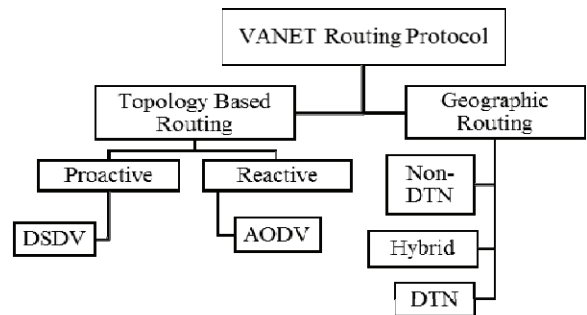 VANET Routing Protocol
Topology Based
Routing
Geographic
Routing
Proactive
Reactive
Non-
DTN
DSDV
AODV
Hybrid
DTN